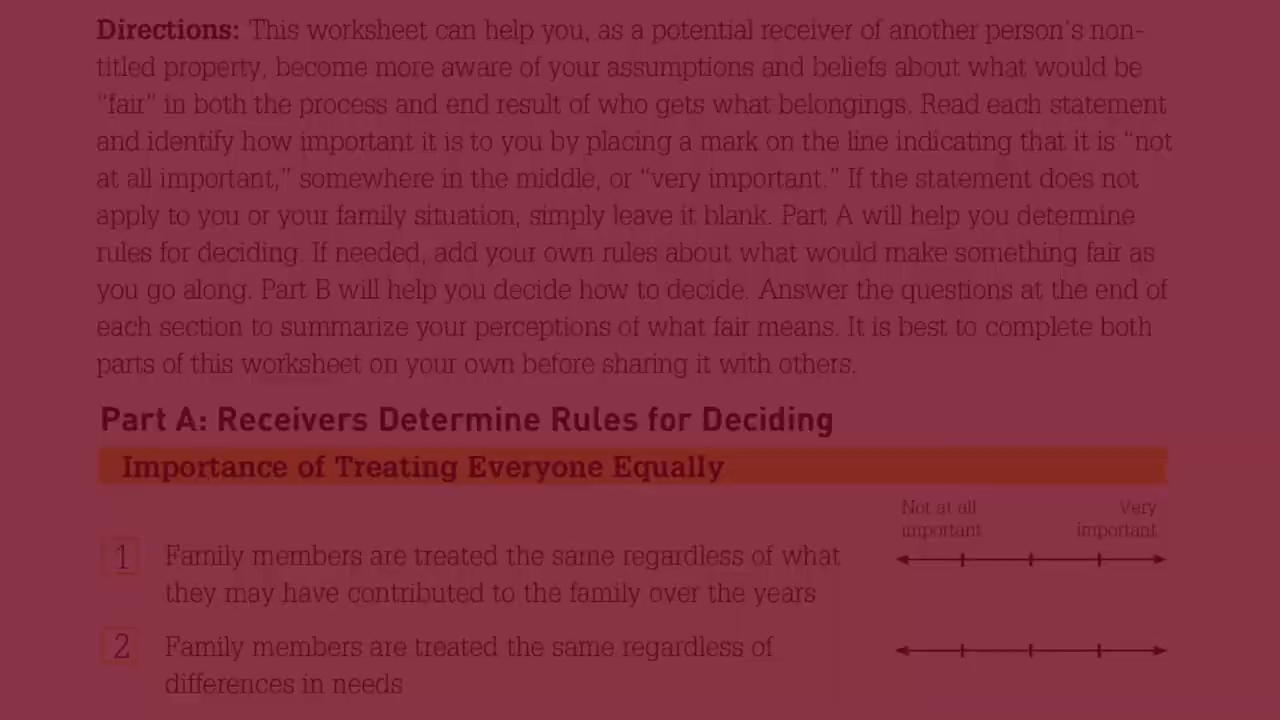 Directions: This worksheet can help you, as a potential receiver of another person's non-
titled property, become more aware of your assumptions and beliefs about what would be
"fair" in both the process and end result of who gets what belongings. Read each statement
and identify how important it is to you by placing a mark on the line indicating that it is "not
at all important," somewhere in the middle, or "very important." If the statement does not
apply to you or your family situation, simply leave it blank. Part A will help you determine
rules for deciding. If needed, add your own rules about what would make something fair as
you go along. Part B will help you decide how to decide. Answer the questions at the end of
each section to summarize your perceptions of what fair means. It is best to complete both
parts of this worksheet on your own before sharing it with others.
Part A: Receivers Determine Rules for Deciding
Importance of Treating Everyone Equally
Not at all Very
important important
1 Family members are treated the same regardless of what
they may have contributed to the family over the years
2 Family members are treated the same regardless of
differences in needs